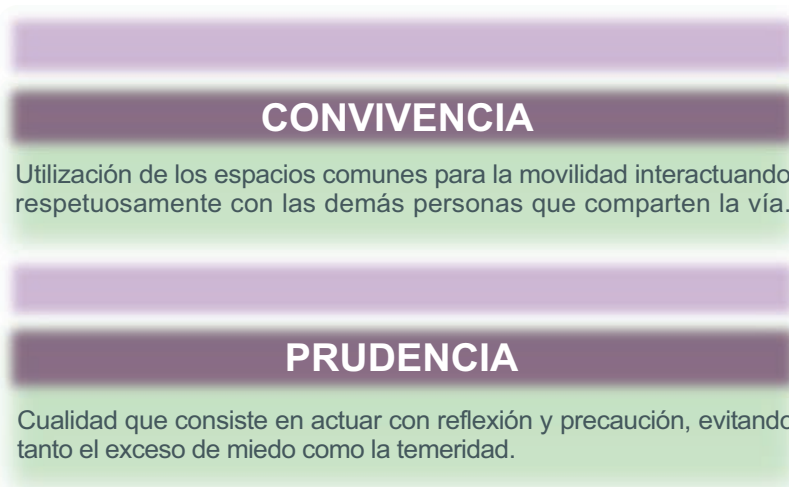 CONVIVENCIA
Utilización de los espacios comunes para la movilidad interactuando
respetuosamente con las demás personas que comparten la vía.
PRUDENCIA
Cualidad que consiste en actuar con reflexión y precaución, evitando
tanto el exceso de miedo como la temeridad.